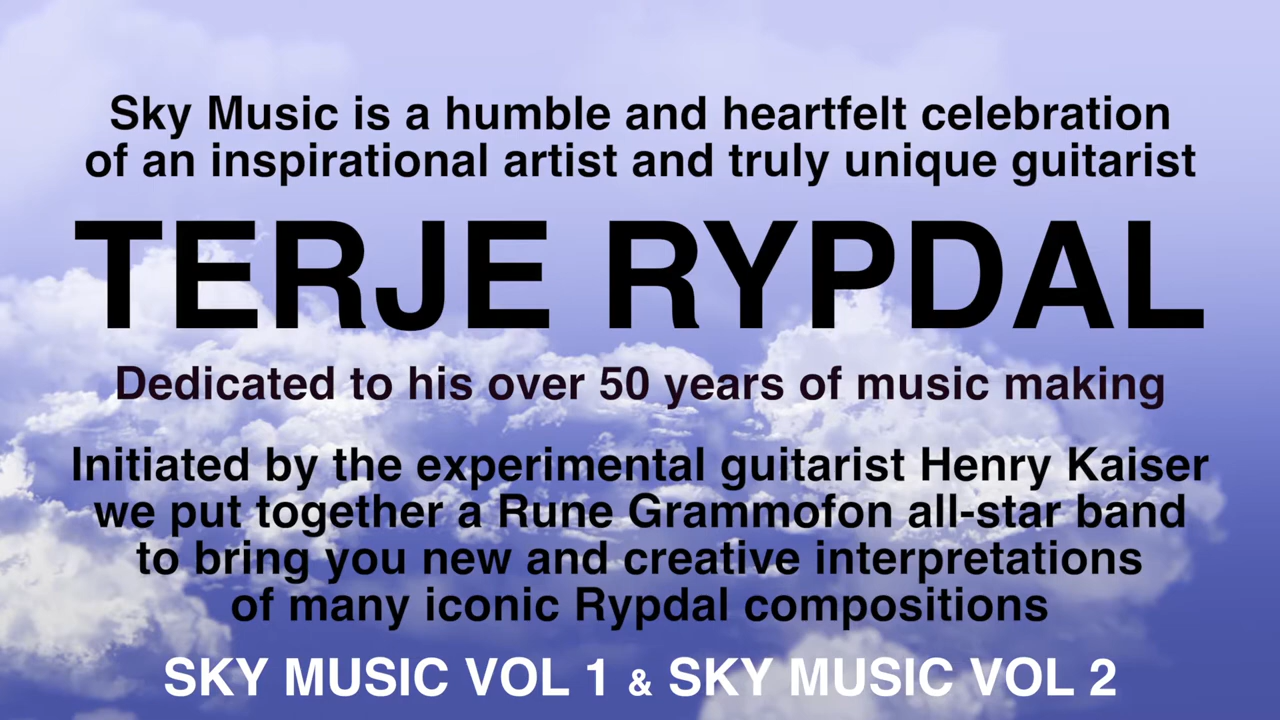 Sky Music is a humble and heartfelt celebration
of an inspirational artist and truly unique guitarist
TERJE RYPDAL
Dedicated to his over 50 years of music making
Initiated by the experimental guitarist Henry Kaiser
we put together a Rune Grammofon all-star band
to bring you new and creative interpretations
of many iconic Rypdal compositions
SKY MUSIC VOL 1 & SKY MUSIC VOL 2